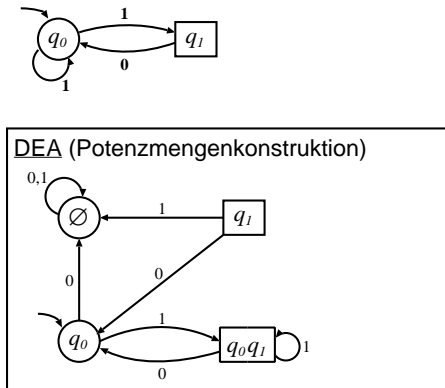 1
q₀ q₁
0
1
DEA (Potenzmengenkonstruktion)
0,1
∅ 1 q₁
0 0
1
q₀ q₀q₁ 1
0